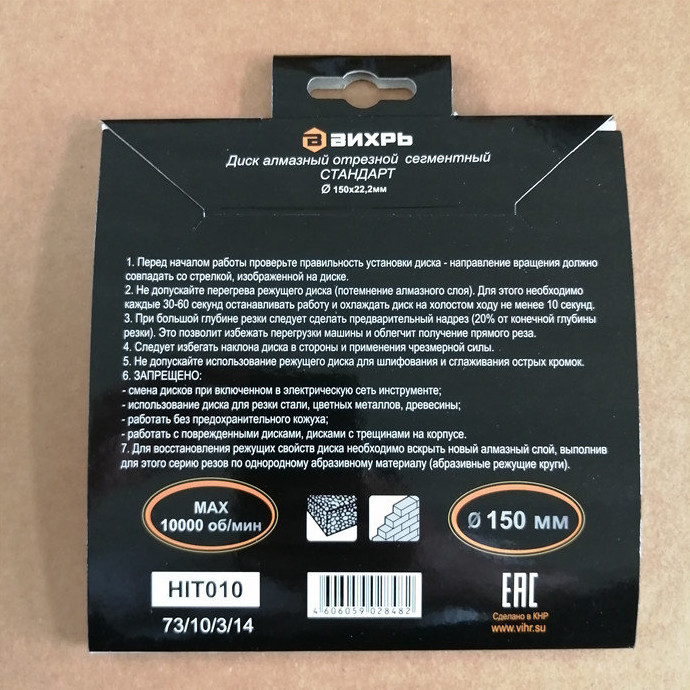 ВИХРЬ
Диск алмазный отрезной сегментный
СТАНДАРТ
Ø 150x22,2мм
1. Перед началом работы проверьте правильность установки диска - направление вращения должно
совпадать со стрелкой, изображенной на диске.
2. Не допускайте перегрева режущего диска (потемнение алмазного слоя). Для этого необходимо
каждые 30-60 секунд останавливать работу и охлаждать диск на холостом ходу не менее 10 секунд.
3. При большой глубине резки следует сделать предварительный надрез (20% от конечной глубины
резки). Это позволит избежать перегрузки машины и облегчит получение прямого реза.
4. Следует избегать наклона диска в стороны и применения чрезмерной силы.
5. Не допускайте использование режущего диска для шлифования и сглаживания острых кромок.
6. ЗАПРЕЩЕНО:
- смена дисков при включенном в электрическую сеть инструменте;
- использование диска для резки стали, цветных металлов, древесины;
- работать без предохранительного кожуха;
- работать с поврежденными дисками, дисками с трещинами на корпусе.
7. Для восстановления режущих свойств диска необходимо вскрыть новый алмазный слой, выполнив
для этого серию резов по однородному абразивному материалу (абразивные режущие круги).
MAX
10000 об/мин
Ø 150 мм
HIT010
73/10/3/14
4 606059 028482
EAC
Сделано в КНР
www.vihr.su